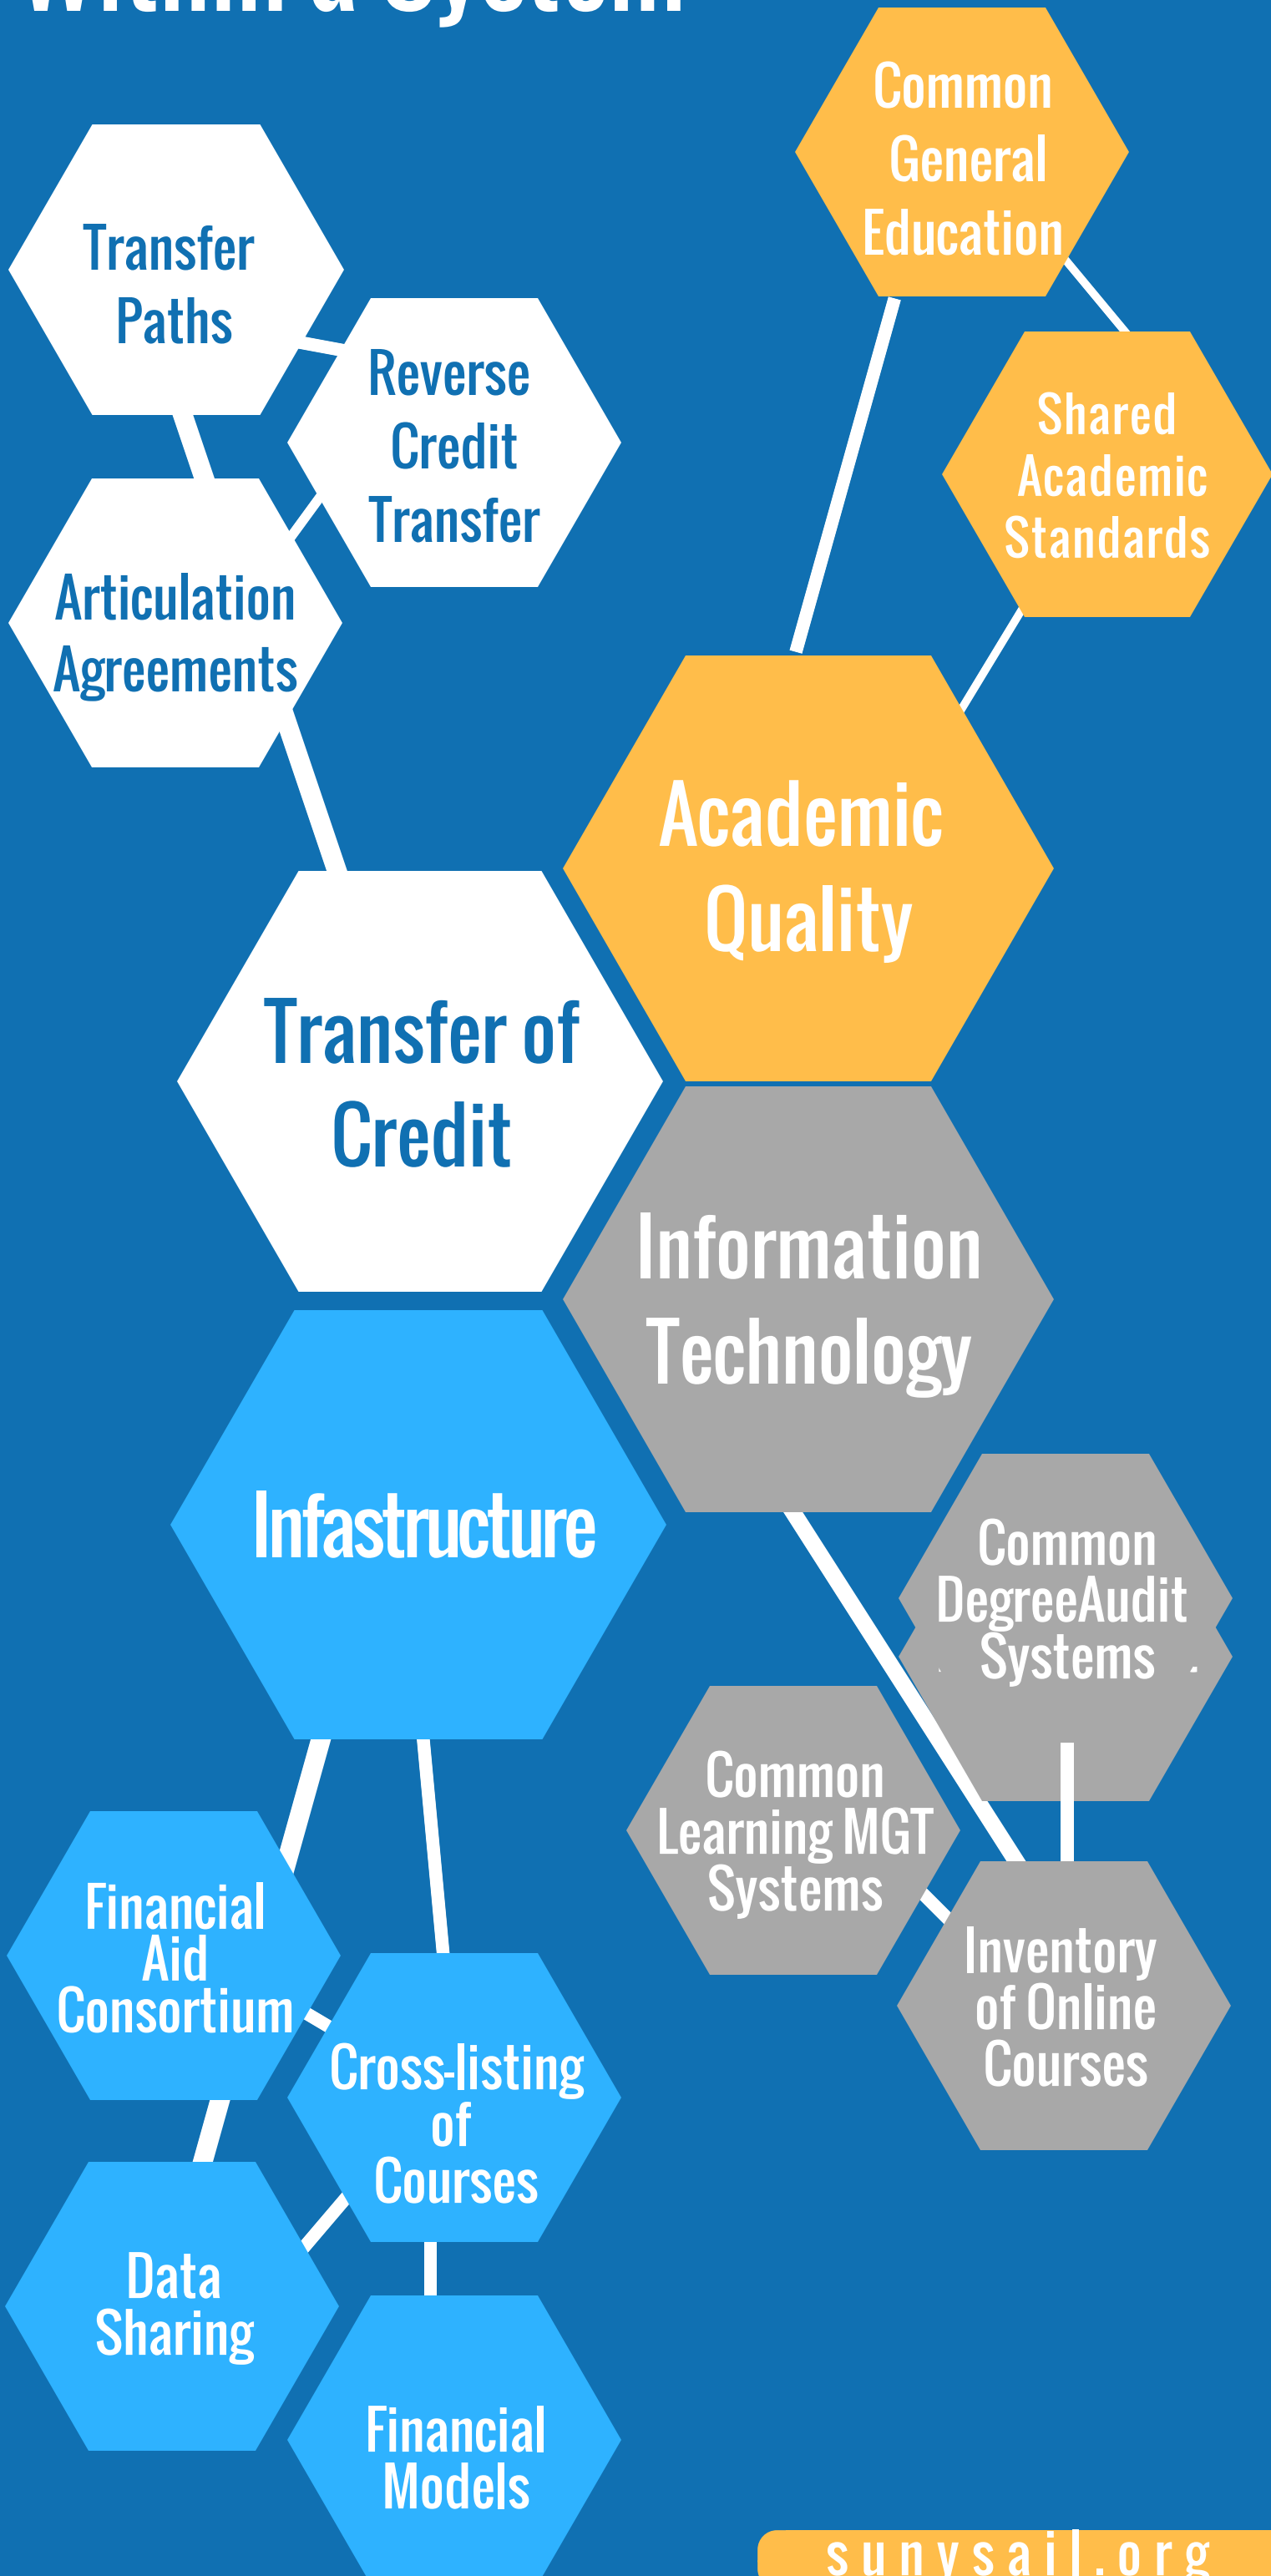 Within a System
Common
General
Education
Transfer
Paths
Reverse
Credit
Transfer
Shared
Academic
Standards
Articulation
Agreements
Academic
Quality
Transfer of
Credit
Information
Technology
Infastructure
Common
DegreeAudit
Systems
Common
Learning MGT
Systems
Inventory
of Online
Courses
Financial
Aid
Consortium
Cross-listing
of
Courses
Data
Sharing
Financial
Models
sunysail.org